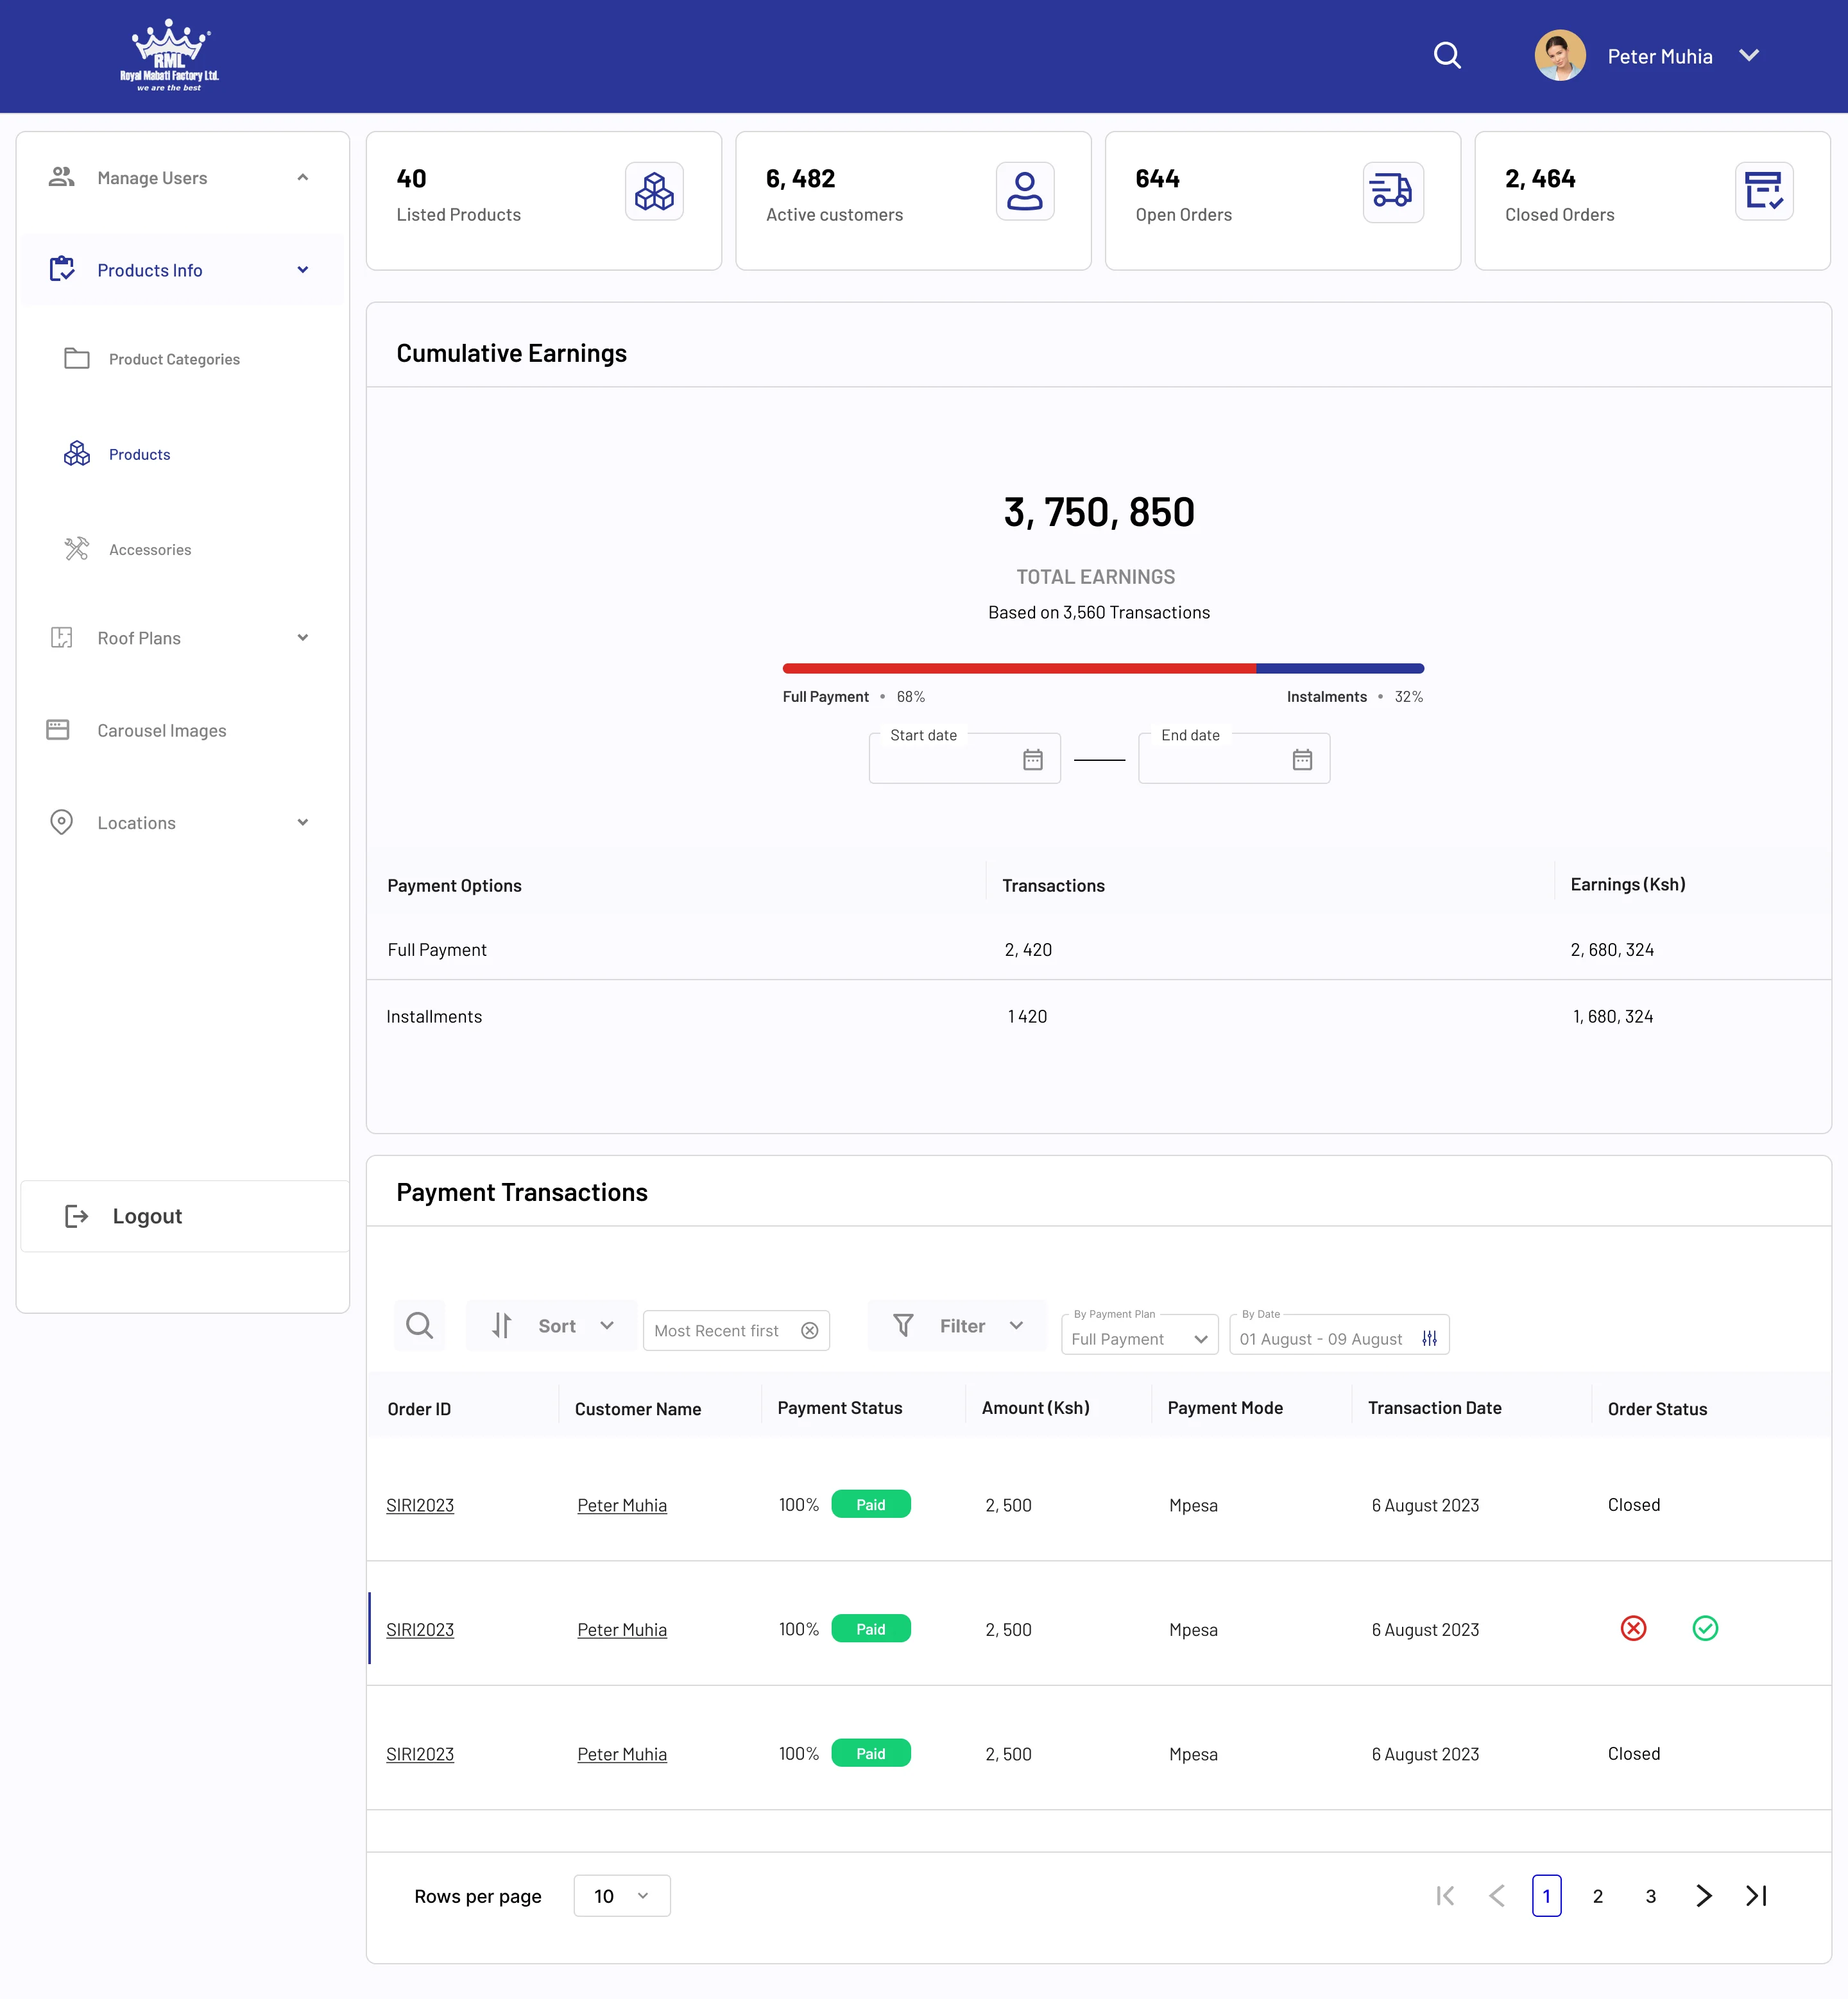 RML
Royal Mabati Factory Ltd.
we are the best
Peter Muhia
Manage Users
Products Info
Product Categories
Products
Accessories
Roof Plans
Carousel Images
Locations
Logout
40
Listed Products
6, 482
Active customers
644
Open Orders
2, 464
Closed Orders
Cumulative Earnings
3, 750, 850
TOTAL EARNINGS
Based on 3,560 Transactions
Full Payment • 68%
Instalments • 32%
Start date
End date
Payment Options Transactions Earnings (Ksh)
Full Payment 2, 420 2, 680, 324
Installments 1 420 1, 680, 324
Payment Transactions
Sort
Most Recent first
Filter
By Payment Plan
Full Payment
By Date
01 August - 09 August
Order ID Customer Name Payment Status Amount (Ksh) Payment Mode Transaction Date Order Status
SIRI2023 Peter Muhia 100% Paid 2, 500 Mpesa 6 August 2023 Closed
SIRI2023 Peter Muhia 100% Paid 2, 500 Mpesa 6 August 2023
SIRI2023 Peter Muhia 100% Paid 2, 500 Mpesa 6 August 2023 Closed
Rows per page 10 1 2 3